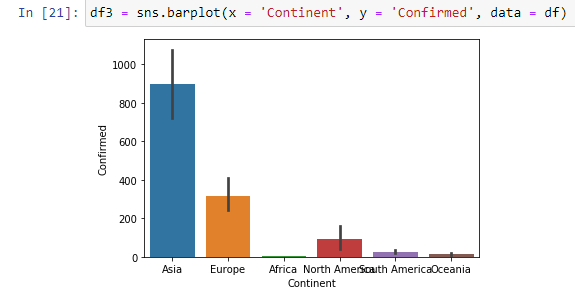 In [21]: df3 = sns.barplot(x = 'Continent', y = 'Confirmed', data = df)
1000
800
600
400
200
0
Confirmed
Asia Europe Africa North America South America Oceania
Continent